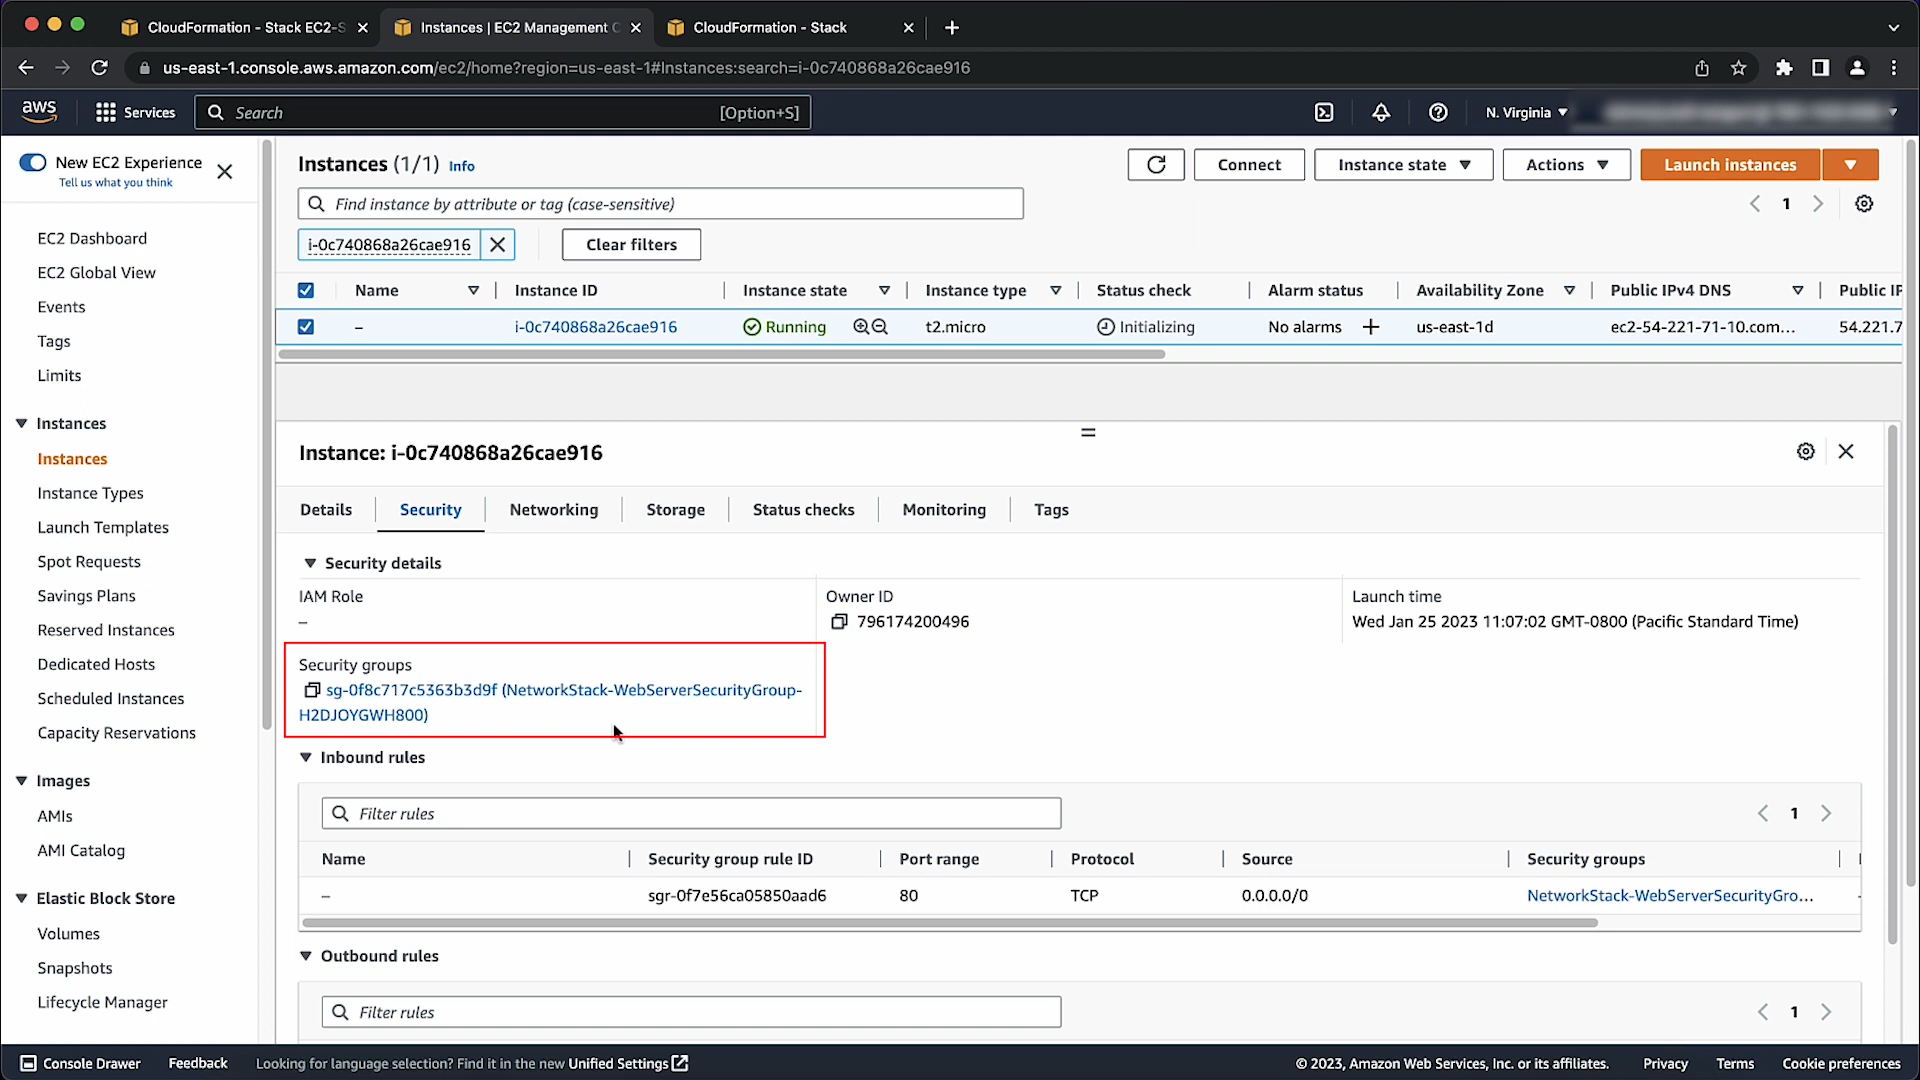 CloudFormation - Stack EC2-S
Instances | EC2 Management C
CloudFormation - Stack
us-east-1.console.aws.amazon.com/ec2/home?region=us-east-1#Instances:search=i-0c740868a26cae916
aws
Services
Search
[Option+S]
N. Virginia
New EC2 Experience
Tell us what you think
EC2 Dashboard
EC2 Global View
Events
Tags
Limits
Instances
Instances
Instance Types
Launch Templates
Spot Requests
Savings Plans
Reserved Instances
Dedicated Hosts
Scheduled Instances
Capacity Reservations
Images
AMIs
AMI Catalog
Elastic Block Store
Volumes
Snapshots
Lifecycle Manager
Instances (1/1) Info
Connect
Instance state
Actions
Launch instances
Find instance by attribute or tag (case-sensitive)
1
i-0c740868a26cae916
Clear filters
Name Instance ID Instance state Instance type Status check Alarm status Availability Zone Public IPv4 DNS Public IP
– i-0c740868a26cae916 Running t2.micro Initializing No alarms + us-east-1d ec2-54-221-71-10.com... 54.221.7
Instance: i-0c740868a26cae916
Details Security Networking Storage Status checks Monitoring Tags
Security details
IAM Role
–
Owner ID
796174200496
Launch time
Wed Jan 25 2023 11:07:02 GMT-0800 (Pacific Standard Time)
Security groups
sg-0f8c717c5363b3d9f (NetworkStack-WebServerSecurityGroup-
H2DJOYGWH800)
Inbound rules
Filter rules
1
Name Security group rule ID Port range Protocol Source Security groups
– sgr-0f7e56ca05850aad6 80 TCP 0.0.0.0/0 NetworkStack-WebServerSecurityGro... –
Outbound rules
Filter rules
1
Console Drawer
Feedback
Looking for language selection? Find it in the new Unified Settings
© 2023, Amazon Web Services, Inc. or its affiliates.
Privacy
Terms
Cookie preferences